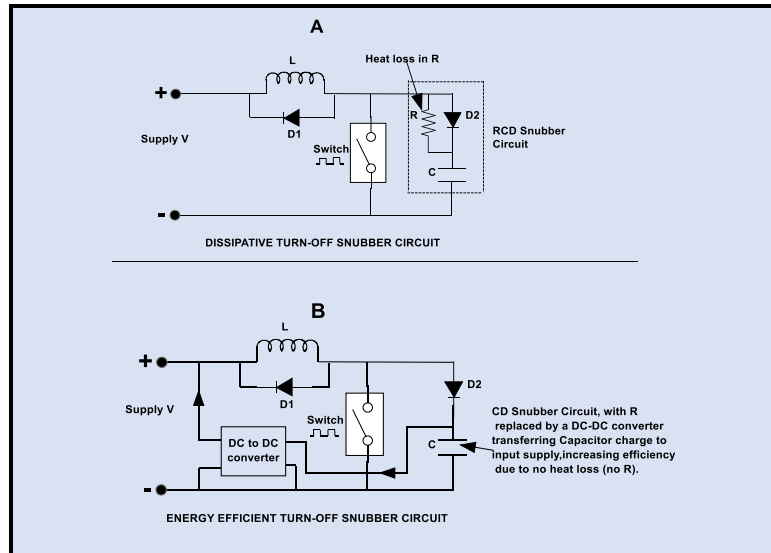 A
L
Heat loss in R
+
D1
R
D2
Supply V
Switch
RCD Snubber
Circuit
C
-
DISSIPATIVE TURN-OFF SNUBBER CIRCUIT
B
L
+
D1
D2
Supply V
Switch
DC to DC
converter
C
CD Snubber Circuit, with R
replaced by a DC-DC converter
transferring Capacitor charge to
input supply,increasing efficiency
due to no heat loss (no R).
-
ENERGY EFFICIENT TURN-OFF SNUBBER CIRCUIT